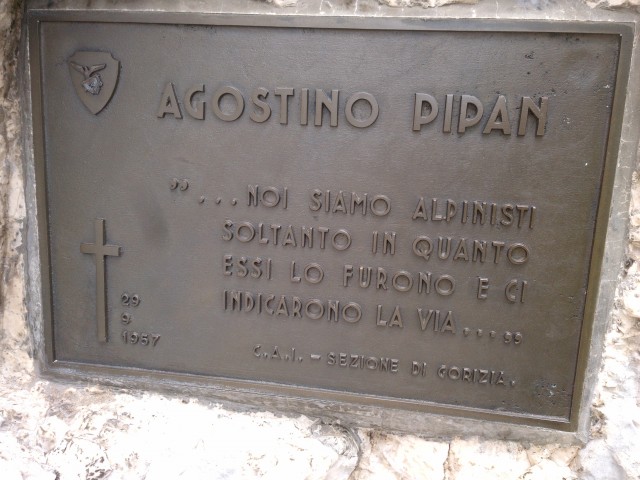 AGOSTINO PIPAN
„...NOI SIAMO ALPINISTI
SOLTANTO IN QUANTO
ESSI LO FURONO E CI
INDICARONO LA VIA...„
29
9
1957
C.A.I. - SEZIONE DI GORIZIA.